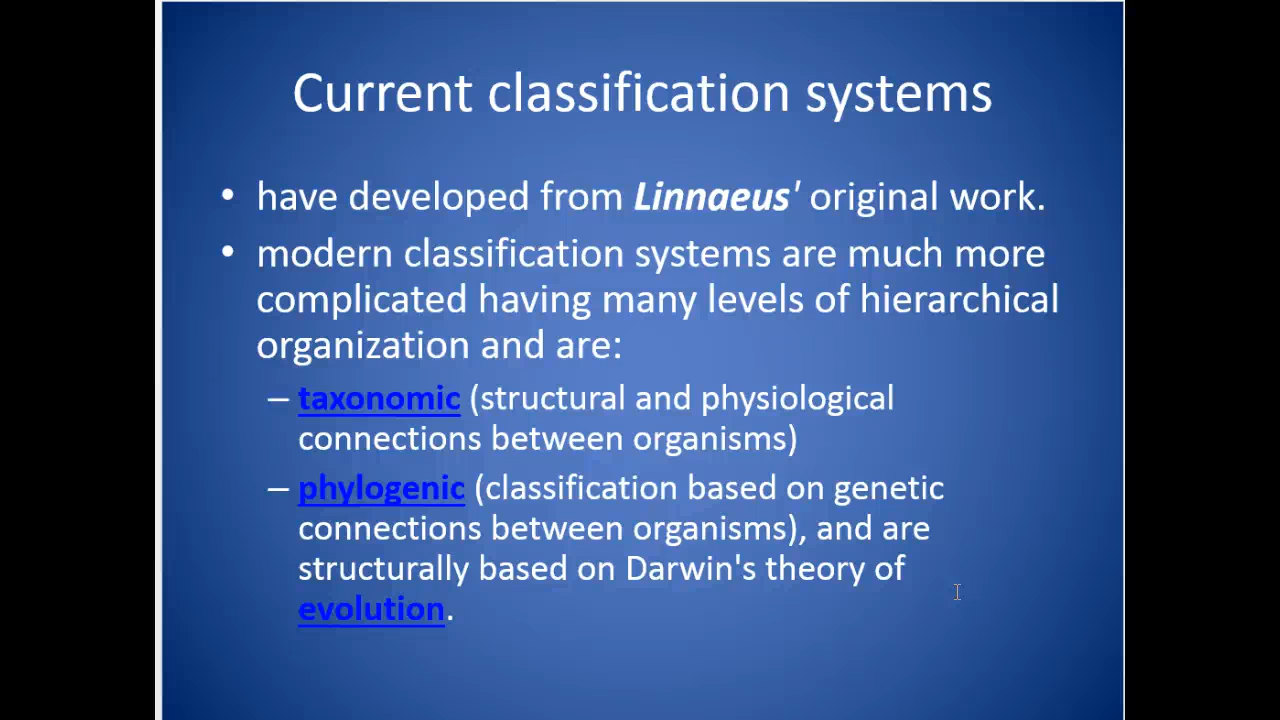 Current classification systems
• have developed from Linnaeus' original work.
• modern classification systems are much more
complicated having many levels of hierarchical
organization and are:
– taxonomic (structural and physiological
connections between organisms)
– phylogenic (classification based on genetic
connections between organisms), and are
structurally based on Darwin's theory of
evolution.